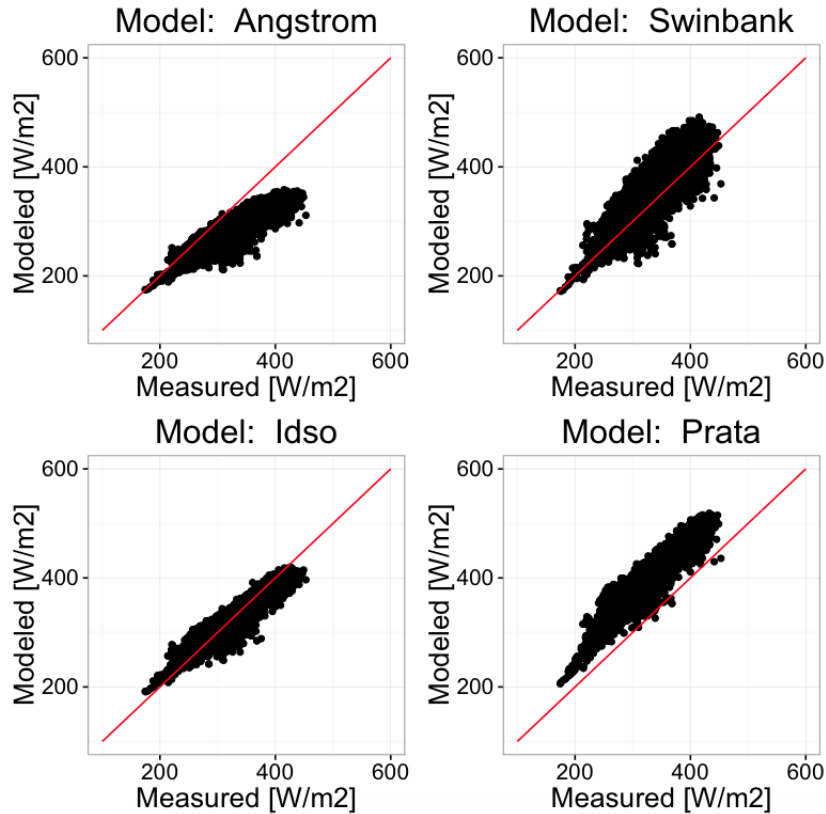 Model:  Angstrom
Modeled [W/m2]
600
400
200
200 400 600
Measured [W/m2]
Model:  Swinbank
Modeled [W/m2]
600
400
200
200 400 600
Measured [W/m2]
Model:  Idso
Modeled [W/m2]
600
400
200
200 400 600
Measured [W/m2]
Model:  Prata
Modeled [W/m2]
600
400
200
200 400 600
Measured [W/m2]